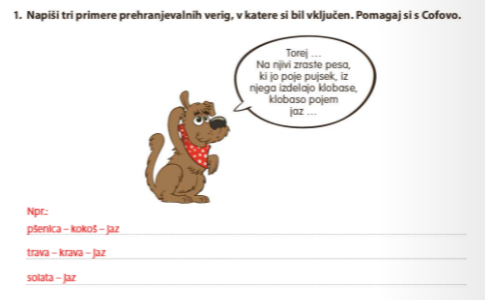 1. Napiši tri primere prehranjevalnih verig, v katere si bil vključen. Pomagaj si s Cofovo.
Torej ...
Na njivi zraste pesa,
ki jo poje pujsek, iz
njega izdelajo klobase,
klobaso pojem
jaz ...
Npr.:
pšenica – kokoš – jaz
trava – krava – jaz
solata – jaz